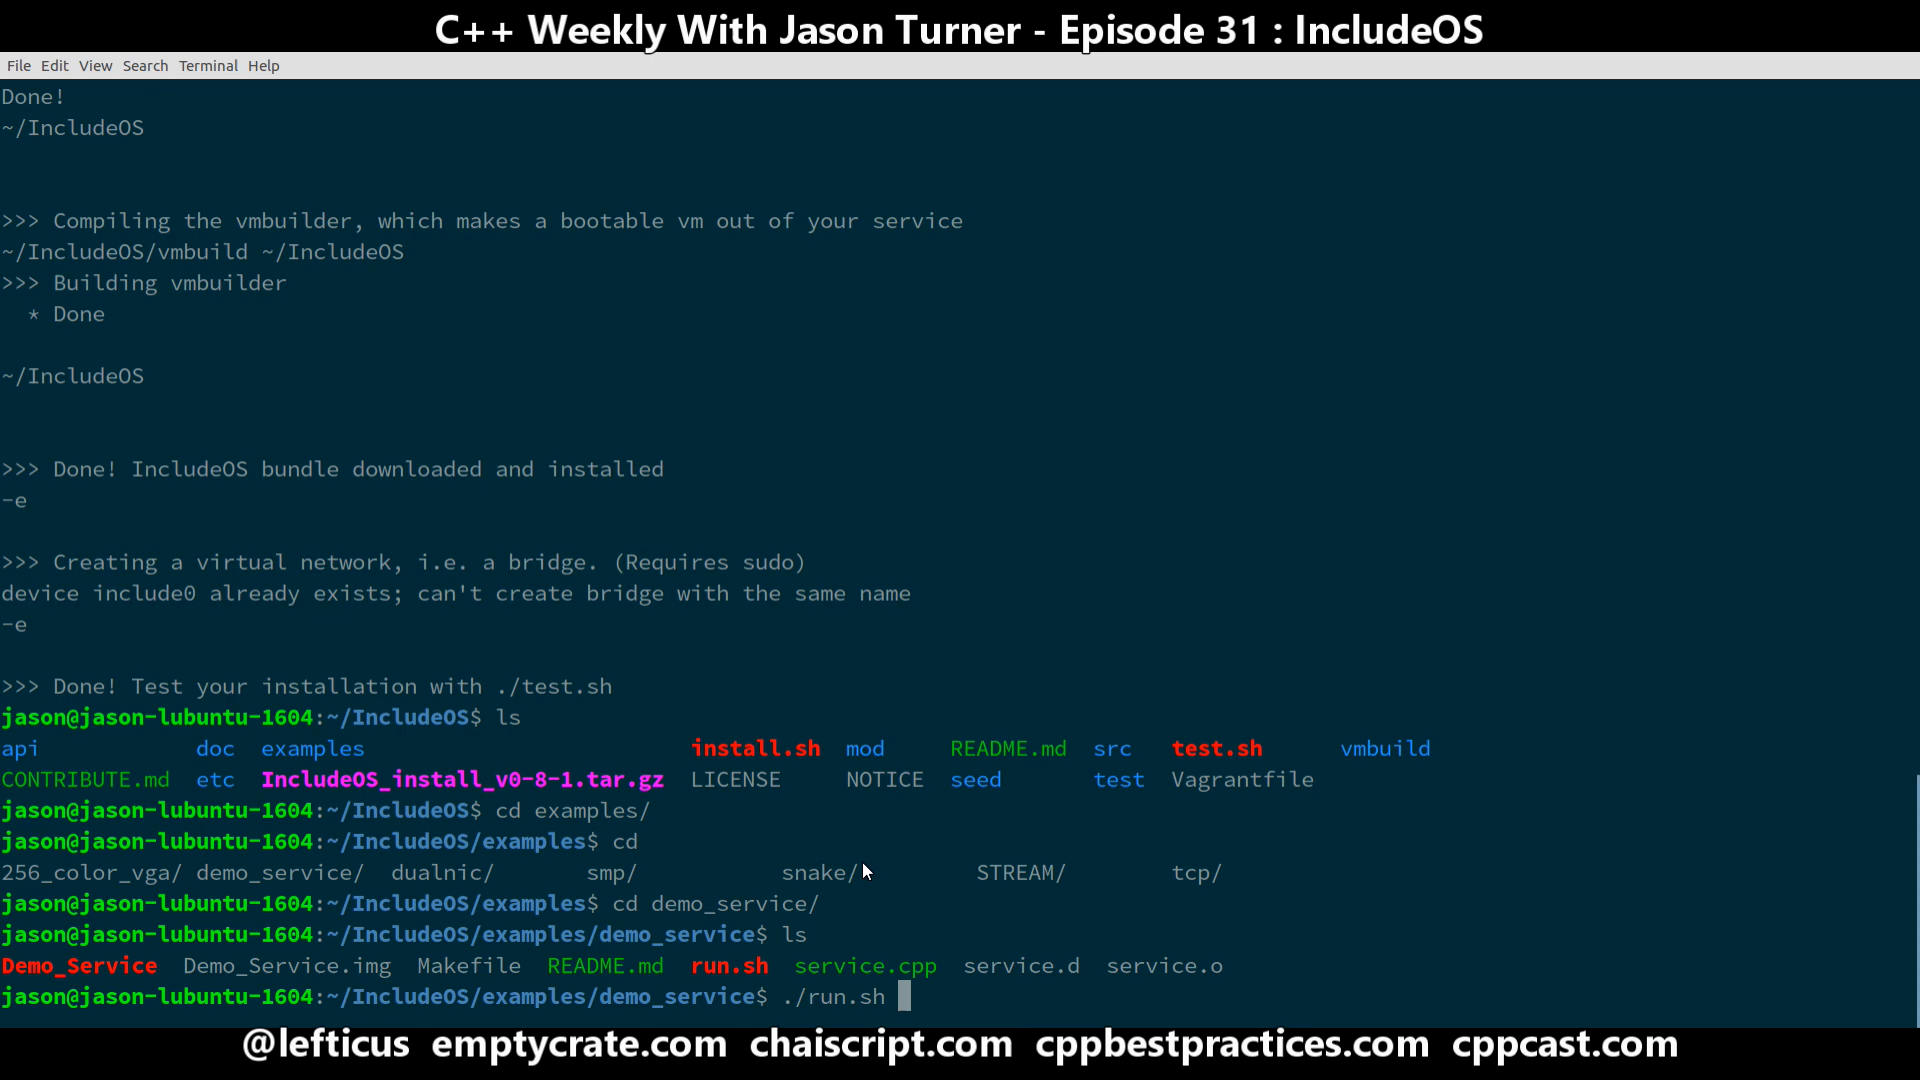 C++ Weekly With Jason Turner - Episode 31 : IncludeOS
File Edit View Search Terminal Help
Done!
~/IncludeOS
>>> Compiling the vmbuilder, which makes a bootable vm out of your service
~/IncludeOS/vmbuild ~/IncludeOS
>>> Building vmbuilder
  * Done
~/IncludeOS
>>> Done! IncludeOS bundle downloaded and installed
-e
>>> Creating a virtual network, i.e. a bridge. (Requires sudo)
device include0 already exists; can't create bridge with the same name
-e
>>> Done! Test your installation with ./test.sh
jason@jason-lubuntu-1604:~/IncludeOS$ ls
api            doc  examples                         install.sh  mod     README.md  src   test.sh      vmbuild
CONTRIBUTE.md  etc  IncludeOS_install_v0-8-1.tar.gz  LICENSE     NOTICE  seed       test  Vagrantfile
jason@jason-lubuntu-1604:~/IncludeOS$ cd examples/
jason@jason-lubuntu-1604:~/IncludeOS/examples$ cd
256_color_vga/ demo_service/  dualnic/       smp/           snake/         STREAM/        tcp/
jason@jason-lubuntu-1604:~/IncludeOS/examples$ cd demo_service/
jason@jason-lubuntu-1604:~/IncludeOS/examples/demo_service$ ls
Demo_Service  Demo_Service.img  Makefile  README.md  run.sh  service.cpp  service.d  service.o
jason@jason-lubuntu-1604:~/IncludeOS/examples/demo_service$ ./run.sh
@lefticus emptycrate.com chaiscript.com cppbestpractices.com cppcast.com